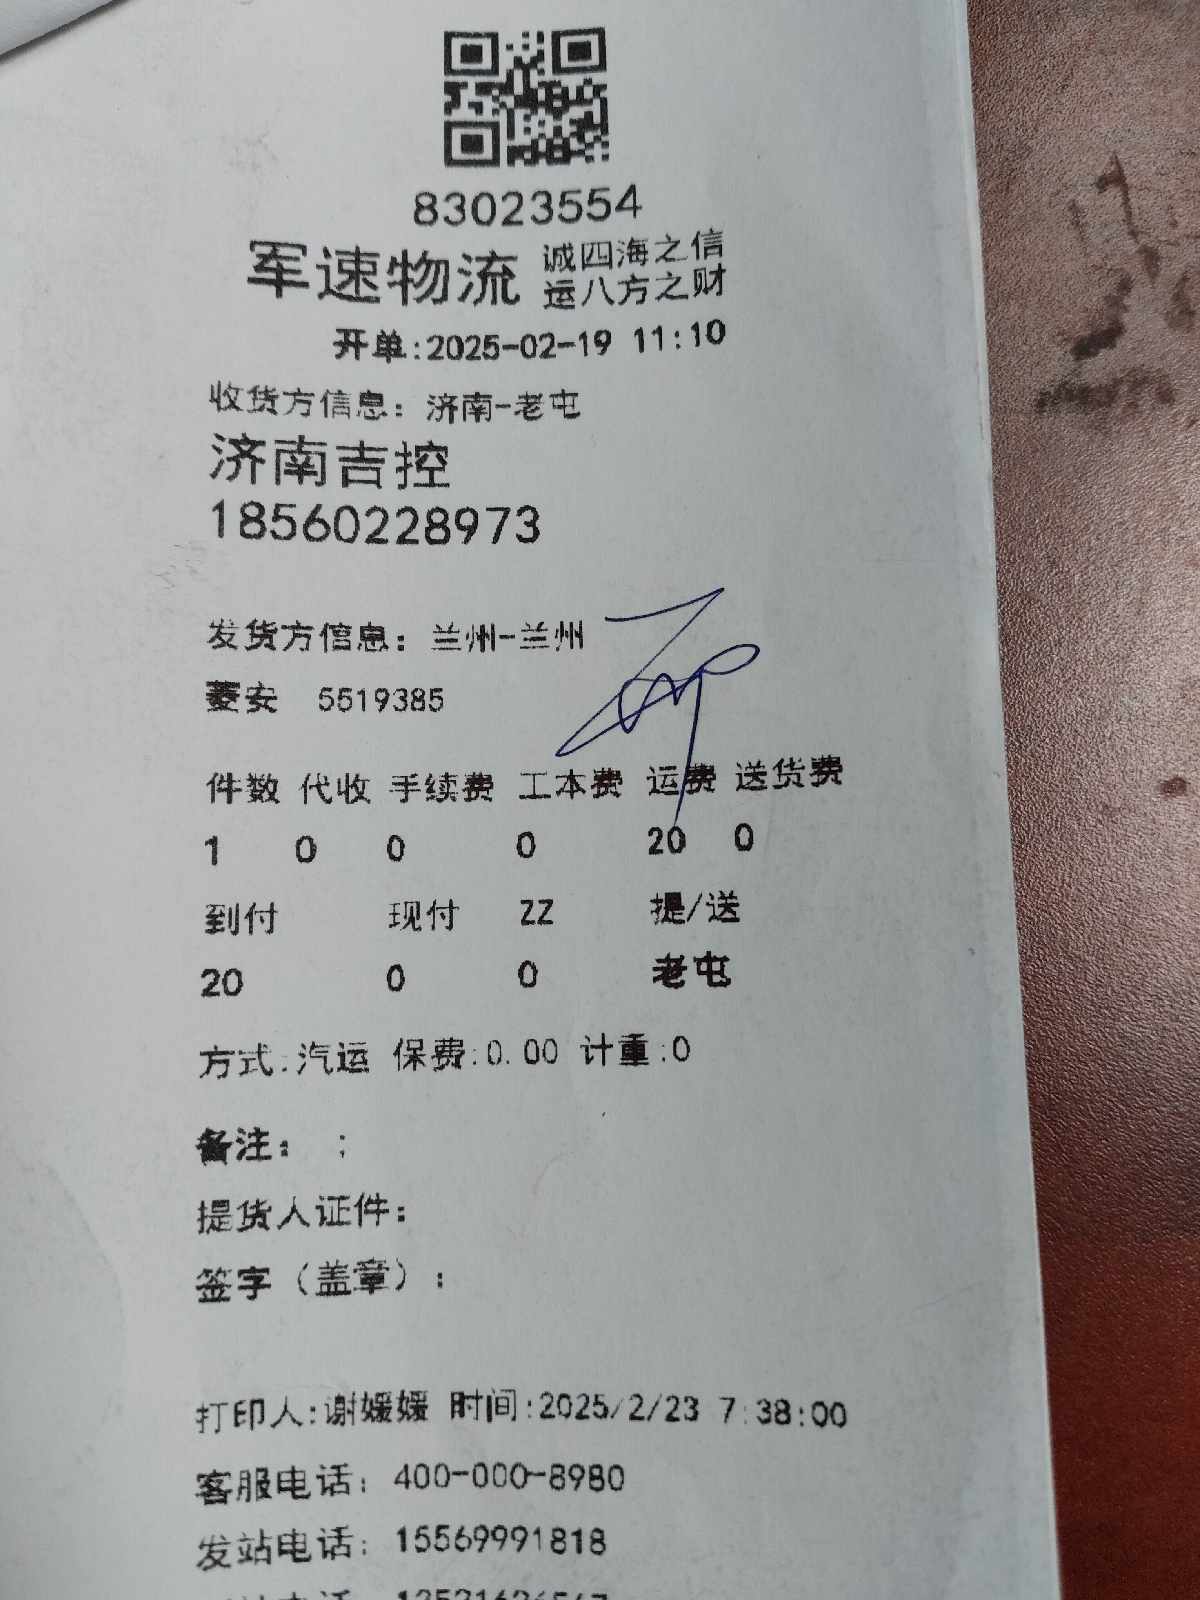 83023554
军速物流 诚四海之信
运八方之财
开单:2025-02-19 11:10
收货方信息: 济南-老屯
济南吉控
18560228973
发货方信息: 兰州-兰州
菱安 5519385
件数 代收 手续费 工本费 运费 送货费
1 0 0 0 20 0
到付 现付 ZZ 提/送
20 0 0 老屯
方式:汽运 保费:0.00 计重:0
备注: ;
提货人证件:
签字（盖章）:
打印人:谢媛媛 时间:2025/2/23 7:38:00
客服电话: 400-000-8980
发站电话: 15569991818